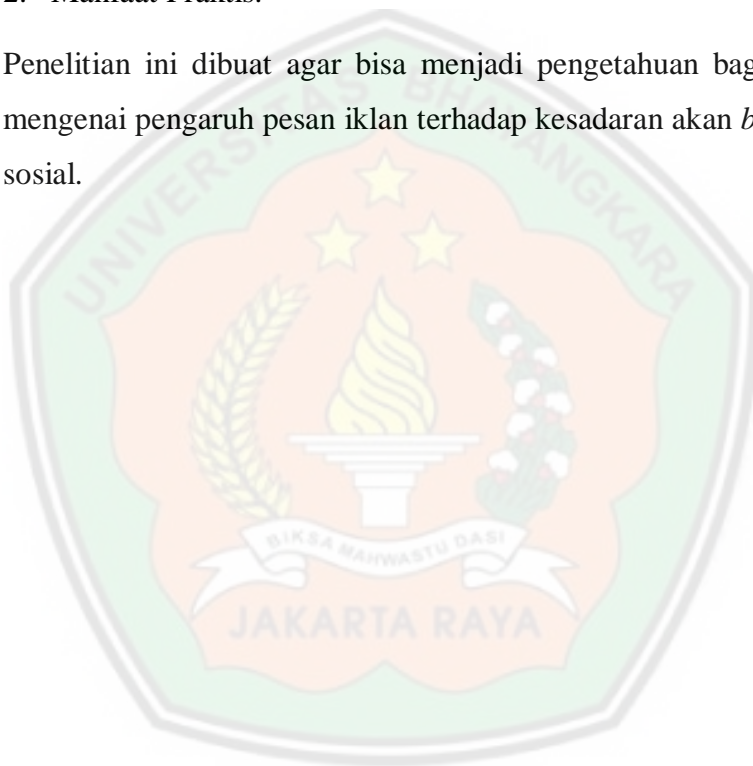 2. Manfaat Praktis.
Penelitian ini dibuat agar bisa menjadi pengetahuan
mengenai pengaruh pesan iklan terhadap kesadaran akan
sosial.
UNIVERSITAS BHAYANGKARA
BIKSA MAHWASTU DASI
JAKARTA RAYA